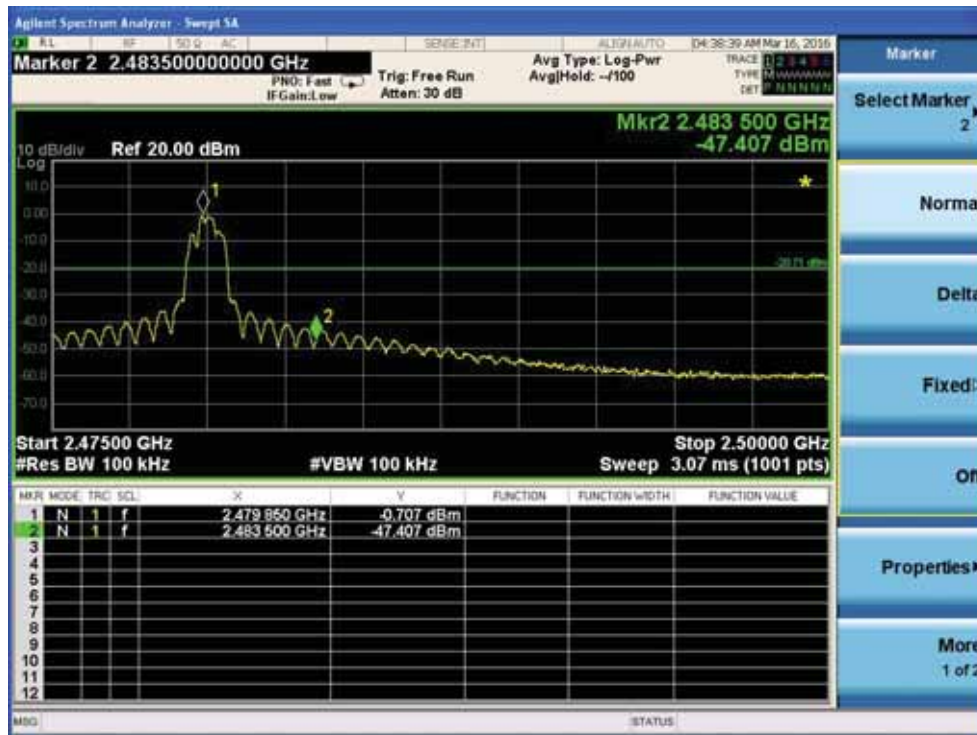 Agilent Spectrum Analyzer - Swept SA
RL RF 50 Ω AC SENSE:INT ALIGN AUTO 04:38:39 AM Mar 16, 2016
Marker 2 2.483500000000 GHz
PNO: Fast
IFGain:Low
Trig: Free Run
Atten: 30 dB
Avg Type: Log-Pwr
Avg|Hold: --/100
TRACE 1 2 3 4 5 6
TYPE M WWWWW
DET P N N N N N
Mkr2 2.483 500 GHz
-47.407 dBm
10 dB/div Ref 20.00 dBm
Log
10.0
0.00
-10.0
-20.0
-30.0
-40.0
-50.0
-60.0
-70.0
1
2
Start 2.47500 GHz Stop 2.50000 GHz
#Res BW 100 kHz #VBW 100 kHz Sweep 3.07 ms (1001 pts)
MKR MODE TRC SCL X Y FUNCTION FUNCTION WIDTH FUNCTION VALUE
1 N 1 f 2.479 850 GHz -0.707 dBm
2 N 1 f 2.483 500 GHz -47.407 dBm
3
4
5
6
7
8
9
10
11
12
MSG STATUS
Marker
Select Marker
2
Norma
Delta
Fixed
Of
Properties
More
1 of 2